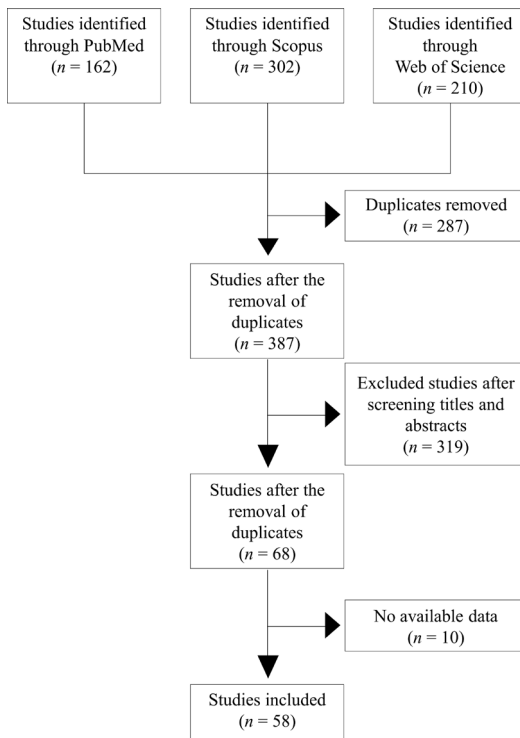 Studies identified
through PubMed
(n = 162)
Studies identified
through Scopus
(n = 302)
Studies identified
through
Web of Science
(n = 210)
Duplicates removed
(n = 287)
Studies after the
removal of
duplicates
(n = 387)
Excluded studies after
screening titles and
abstracts
(n = 319)
Studies after the
removal of
duplicates
(n = 68)
No available data
(n = 10)
Studies included
(n = 58)